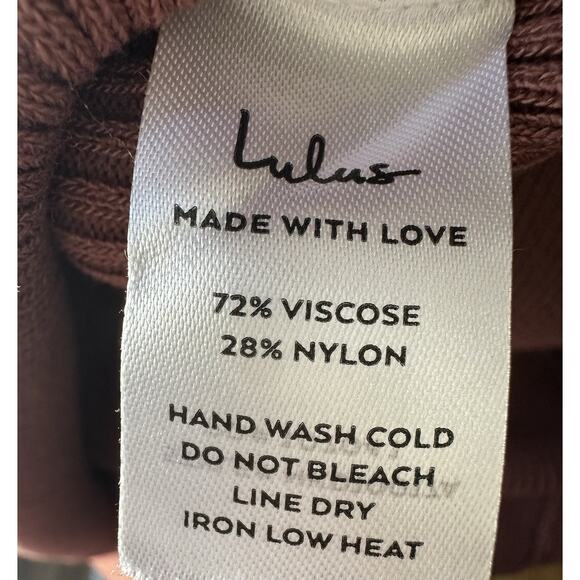 Lulus
MADE WITH LOVE
72% VISCOSE
28% NYLON
HAND WASH COLD
DO NOT BLEACH
LINE DRY
IRON LOW HEAT